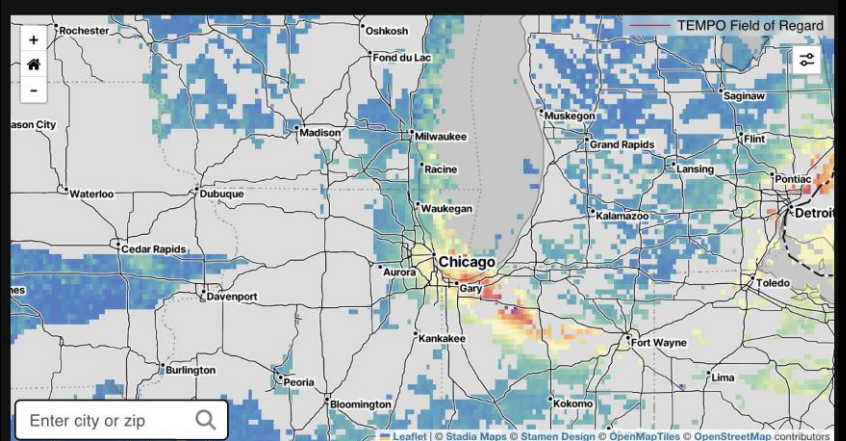 TEMPO Field of Regard
+
-
Rochester
Oshkosh
Fond du Lac
Saginaw
ason City
Muskegon
Madison
Milwaukee
Flint
Grand Rapids
Racine
Lansing
Pontiac
Waterloo
Dubuque
Waukegan
Kalamazoo
Detroit
Cedar Rapids
Chicago
Aurora
Toledo
Gary
nes
Davenport
Kankakee
Fort Wayne
Burlington
Peoria
Lima
Bloomington
Kokomo
Enter city or zip
Leaflet | © Stadia Maps © Stamen Design © OpenMapTiles © OpenStreetMap contributors